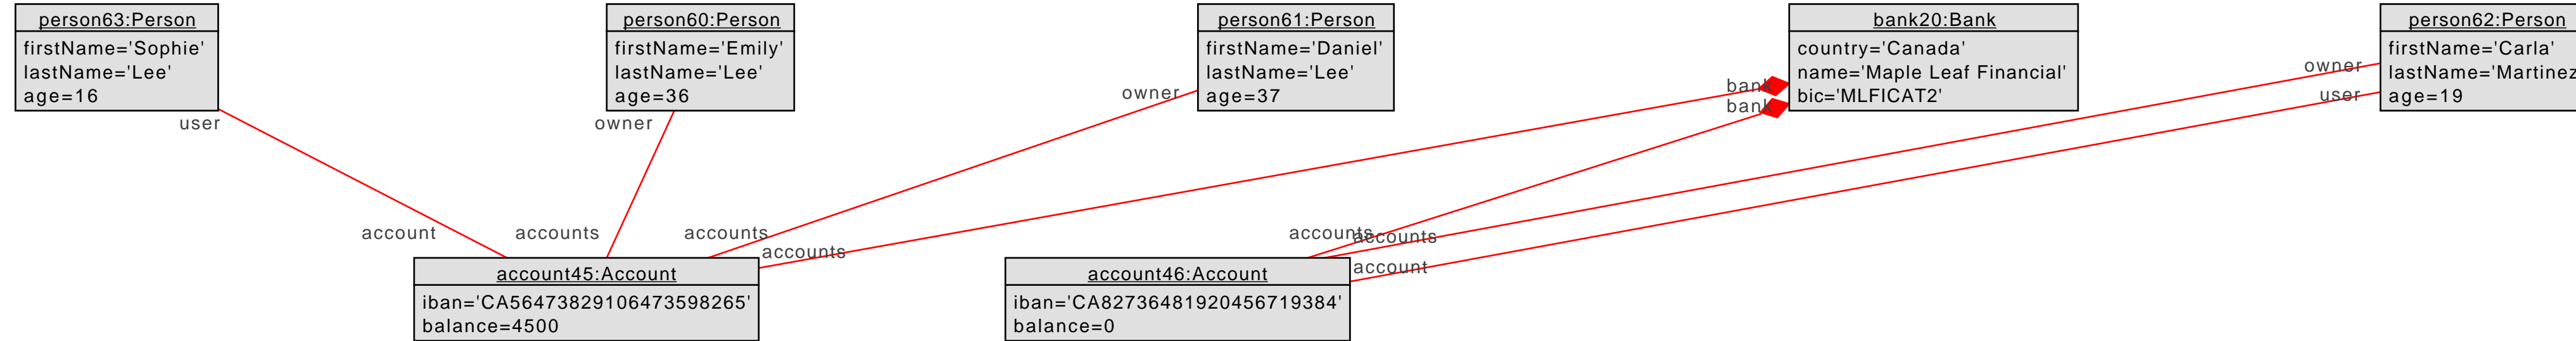 person63:Person
firstName='Sophie'
lastName='Lee'
age=16
person60:Person
firstName='Emily'
lastName='Lee'
age=36
person61:Person
firstName='Daniel'
lastName='Lee'
age=37
bank20:Bank
country='Canada'
name='Maple Leaf Financial'
bic='MLFICAT2'
person62:Person
firstName='Carla'
lastName='Martinez
age=19
user
owner
owner
bank
bank
owner
user
account
accounts
accounts
accounts
accounts
accounts
account
account45:Account
iban='CA56473829106473598265'
balance=4500
account46:Account
iban='CA82736481920456719384'
balance=0